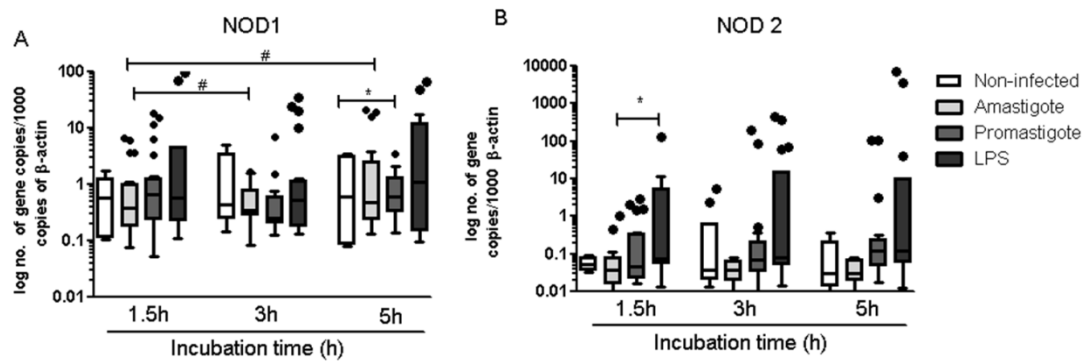 A
NOD1
log no. of gene copies/1000
copies of β-actin
100
10
1
0.1
0.01
#
#
*
1.5h
3h
5h
Incubation time (h)
B
NOD 2
log no. of gene
copies/1000 β-actin
10000
1000
100
10
1
0.1
0.01
*
1.5h
3h
5h
Incubation time (h)
Non-infected
Amastigote
Promastigote
LPS